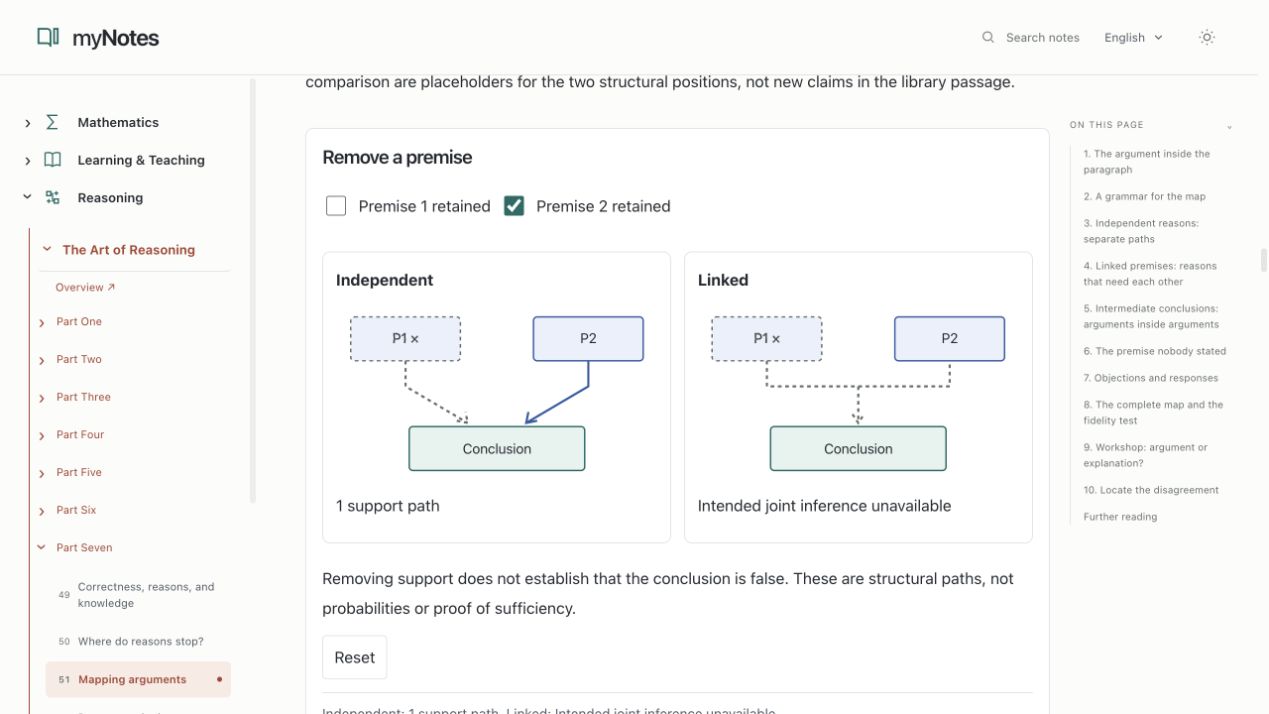 myNotes
Search notes
English
comparison are placeholders for the two structural positions, not new claims in the library passage.
Mathematics
Learning & Teaching
Reasoning
The Art of Reasoning
Overview ↗
Part One
Part Two
Part Three
Part Four
Part Five
Part Six
Part Seven
49 Correctness, reasons, and
knowledge
50 Where do reasons stop?
51 Mapping arguments
Remove a premise
Premise 1 retained
Premise 2 retained
Independent
P1 ×
P2
Conclusion
1 support path
Linked
P1 ×
P2
Conclusion
Intended joint inference unavailable
Removing support does not establish that the conclusion is false. These are structural paths, not
probabilities or proof of sufficiency.
Reset
Independent: 1 support path. Linked: Intended joint inference unavailable.
ON THIS PAGE
1. The argument inside the
paragraph
2. A grammar for the map
3. Independent reasons:
separate paths
4. Linked premises: reasons
that need each other
5. Intermediate conclusions:
arguments inside arguments
6. The premise nobody stated
7. Objections and responses
8. The complete map and the
fidelity test
9. Workshop: argument or
explanation?
10. Locate the disagreement
Further reading